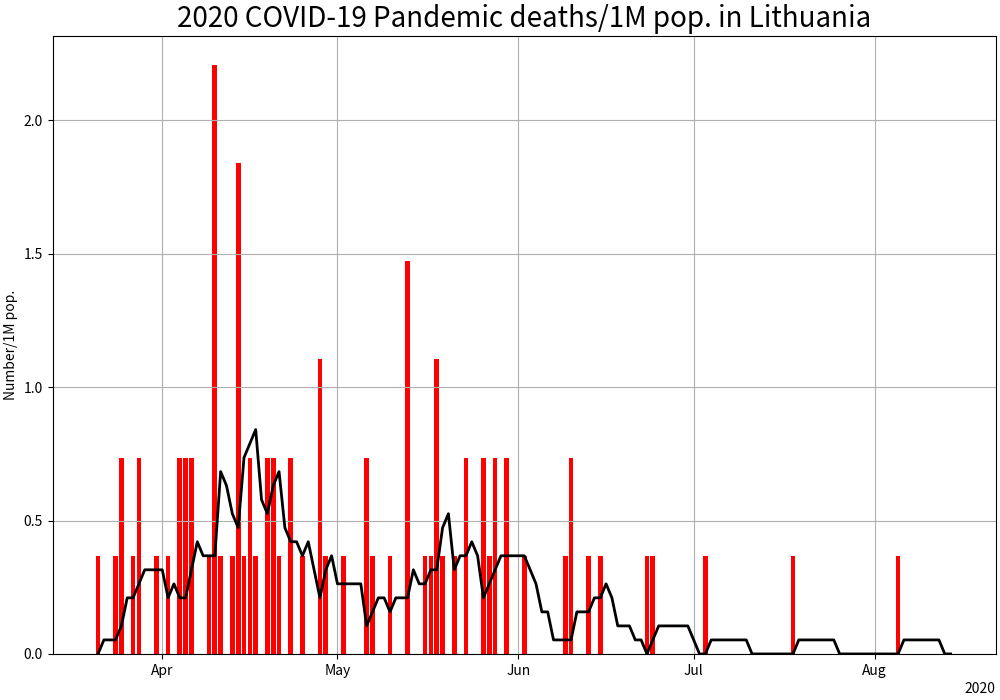 2020 COVID-19 Pandemic deaths/1M pop. in Lithuania
Number/1M pop.
2.0
1.5
1.0
0.5
0.0
Apr May Jun Jul Aug
2020